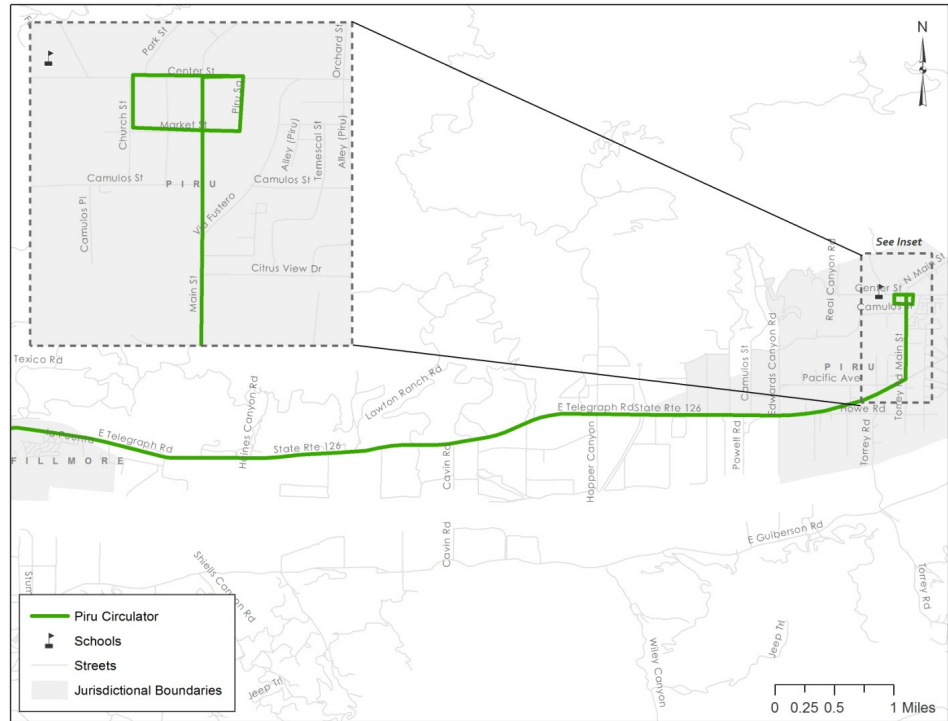 Park St
Orchard St
N
Center St
Piru Sq
Church St
Market St
Alley (Piru)
Temescal St
Alley (Piru)
Camulos St
PIRU
Camulos St
Camulos Pl
Via Fustero
Citrus View Dr
Main St
See Inset
N Main St
Real Canyon Rd
Center St
Camulos St
Texico Rd
Haines Canyon Rd
Lawton Ranch Rd
Edwards Canyon Rd
Camulos St
PIRU
Pacific Ave
Torrey Rd Main St
E Telegraph Rd
State Rte 126
Howe Rd
E Telegraph Rd
State Rte 126
FILLMORE
Cavin Rd
Hopper Canyon
Powell Rd
Torrey Rd
Cavin Rd
E Guiberson Rd
Shiells Canyon Rd
Torrey Rd
Wiley Canyon
Jeep Trl
Jeep Trl
Piru Circulator
Schools
Streets
Jurisdictional Boundaries
0 0.25 0.5 1 Miles